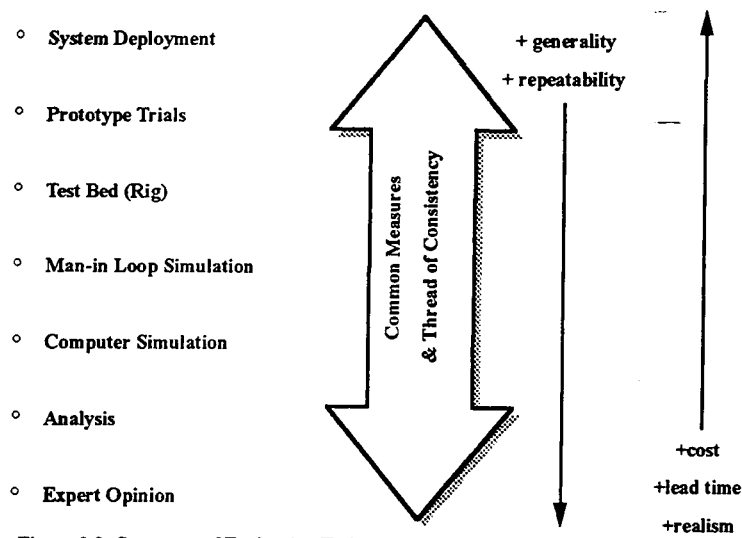 ° System Deployment
° Prototype Trials
° Test Bed (Rig)
° Man-in Loop Simulation
° Computer Simulation
° Analysis
° Expert Opinion
Common Measures
& Thread of Consistency
+ generality
+ repeatability
+cost
+lead time
+realism